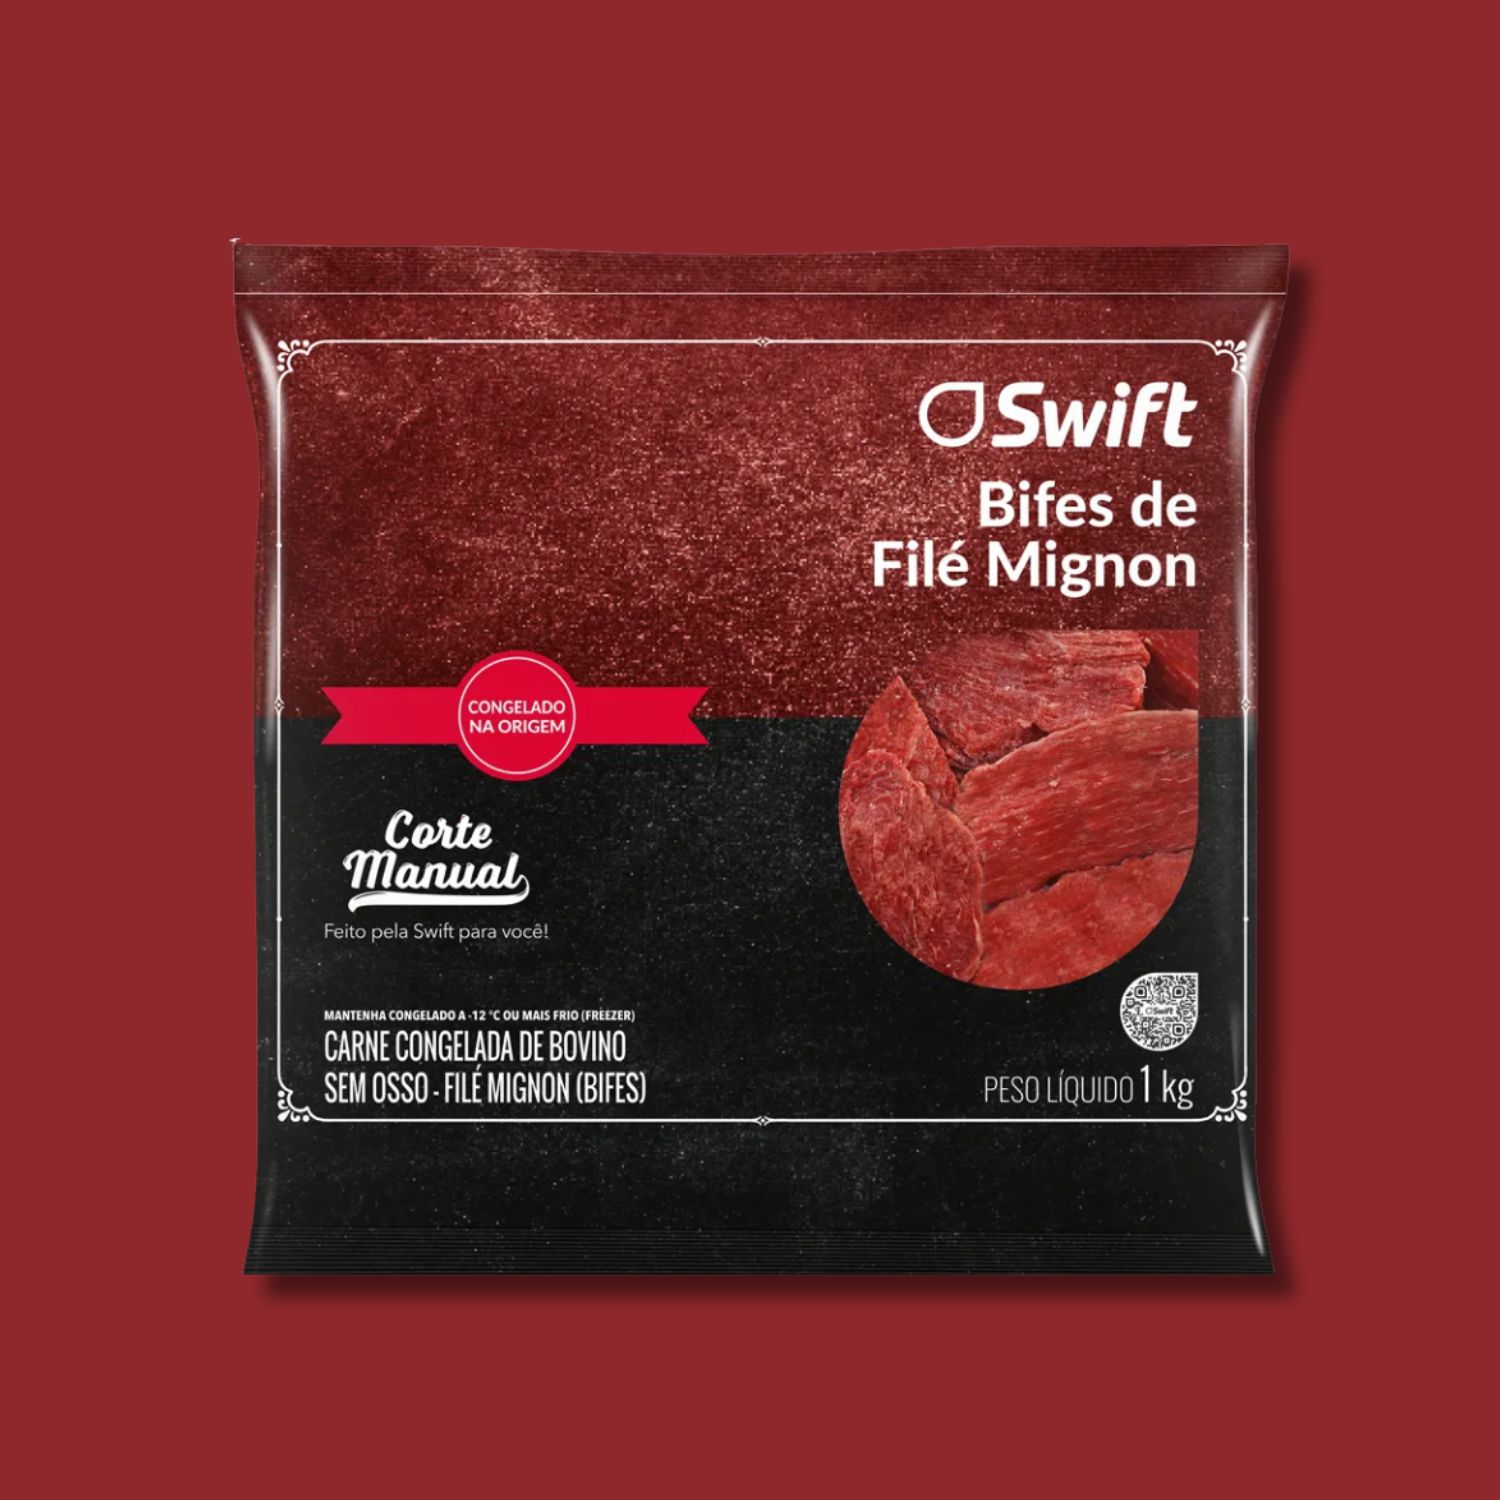 Swift
Bifes de
Filé Mignon
CONGELADO
NA ORIGEM
Corte
Manual
Feito pela Swift para você!
MANTENHA CONGELADO A -12 °C OU MAIS FRIO (FREEZER)
CARNE CONGELADA DE BOVINO
SEM OSSO - FILÉ MIGNON (BIFES)
Swift
PESO LÍQUIDO 1 kg